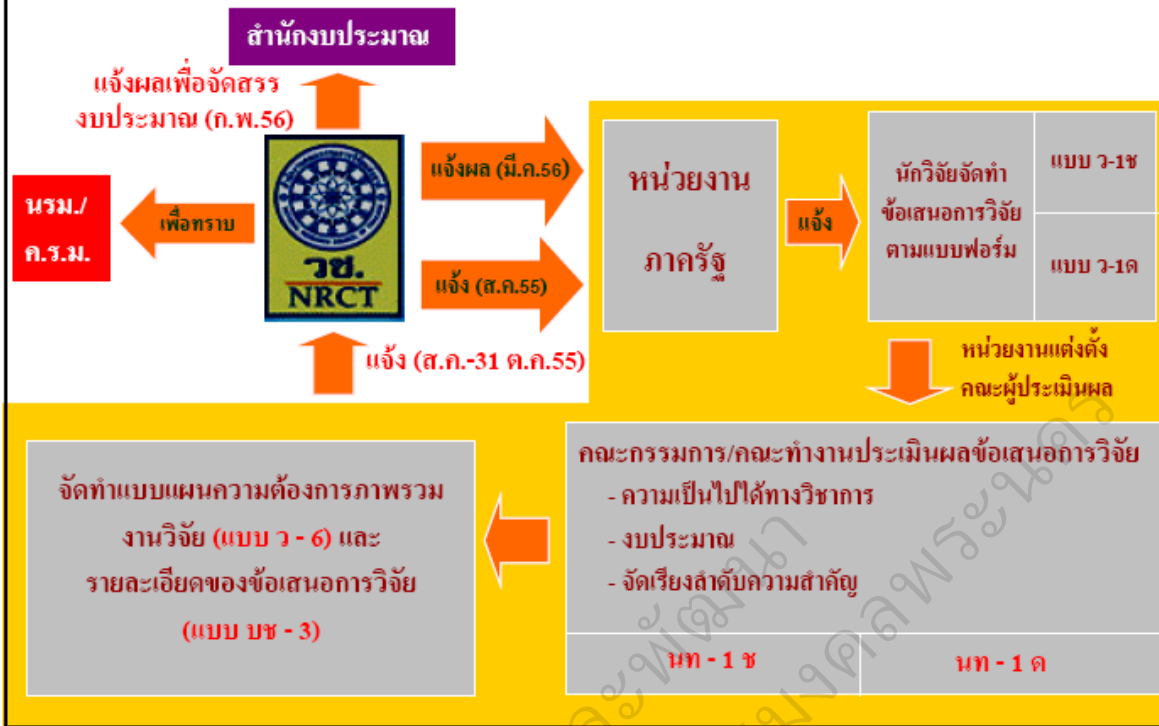 สำนักงบประมาณ
แจ้งผลเพื่อจัดสรร
งบประมาณ (ก.พ.56)
นรม./
ค.ร.ม.
เพื่อทราบ
วช.
NRCT
แจ้งผล (มี.ค.56)
แจ้ง (ส.ค.55)
หน่วยงาน
ภาครัฐ
แจ้ง
นักวิจัยจัดทำ
ข้อเสนอการวิจัย
ตามแบบฟอร์ม
แบบ ว-1ช
แบบ ว-1ด
แจ้ง (ส.ค.-31 ต.ค.55)
หน่วยงานแต่งตั้ง
คณะผู้ประเมินผล
คณะกรรมการ/คณะทำงานประเมินผลข้อเสนอการวิจัย
- ความเป็นไปได้ทางวิชาการ
- งบประมาณ
- จัดเรียงลำดับความสำคัญ
นท - 1 ช
นท - 1 ด
จัดทำแบบแผนความต้องการภาพรวม
งานวิจัย (แบบ ว - 6) และ
รายละเอียดของข้อเสนอการวิจัย
(แบบ บช - 3)